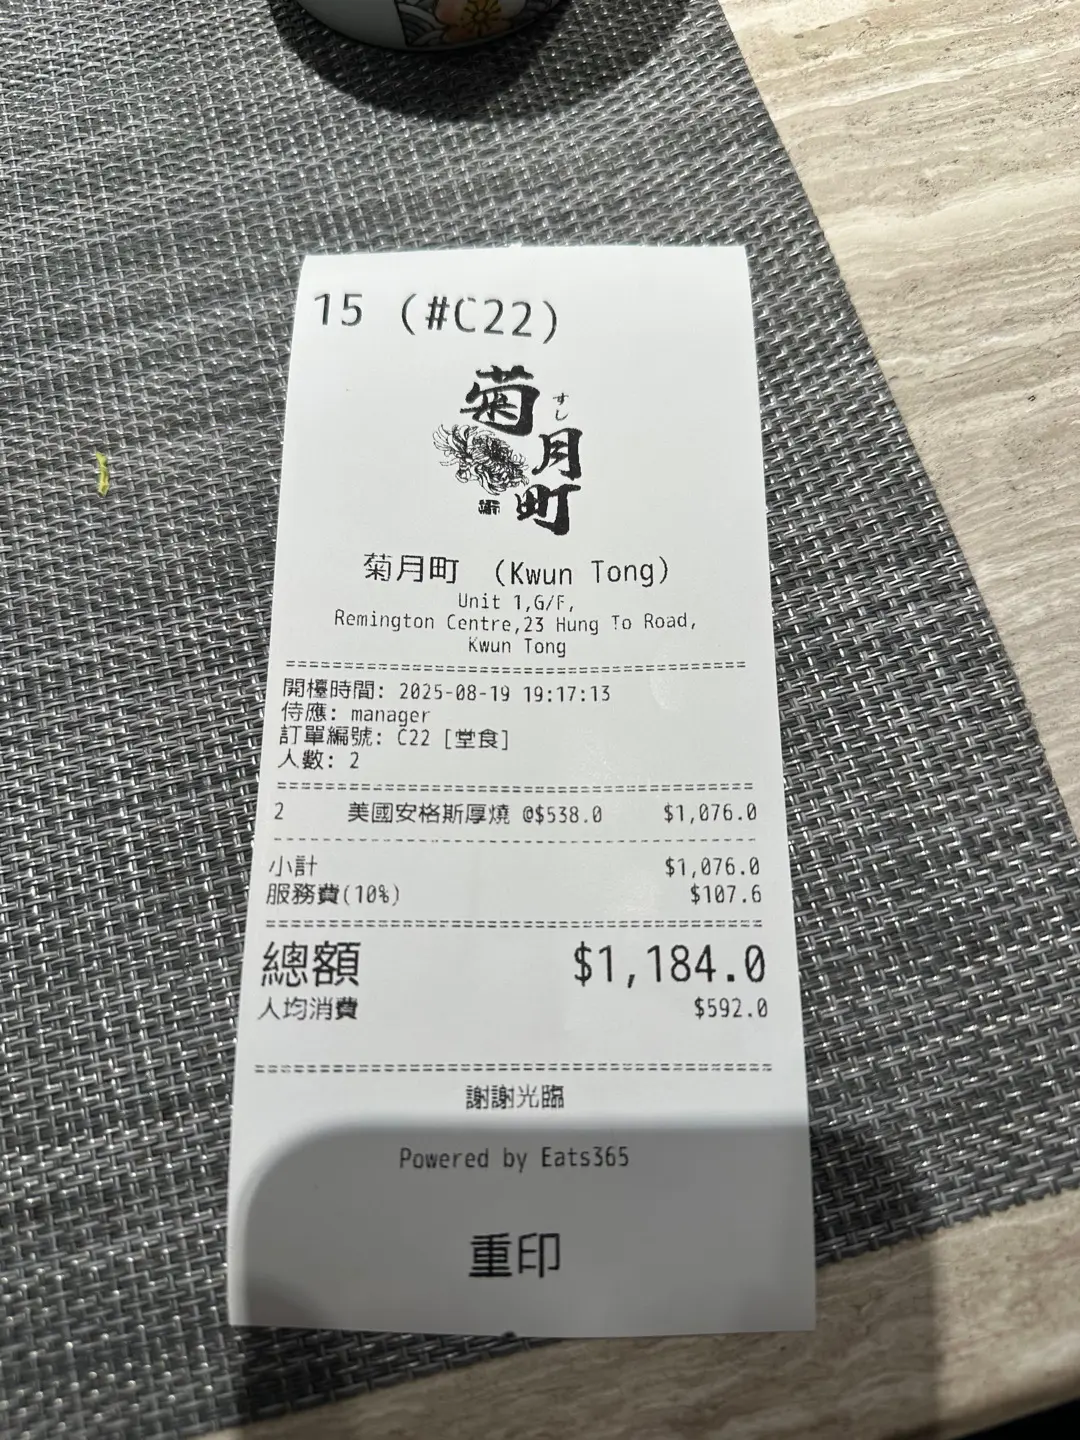 15 (#C22)
菊
すし
月
町
菊月町 (Kwun Tong)
Unit 1,G/F,
Remington Centre,23 Hung To Road,
Kwun Tong
開檯時間: 2025-08-19 19:17:13
侍應: manager
訂單編號: C22 [堂食]
人數: 2
2 美國安格斯厚燒 @$538.0 $1,076.0
小計 $1,076.0
服務費(10%) $107.6
總額 $1,184.0
人均消費 $592.0
謝謝光臨
Powered by Eats365
重印